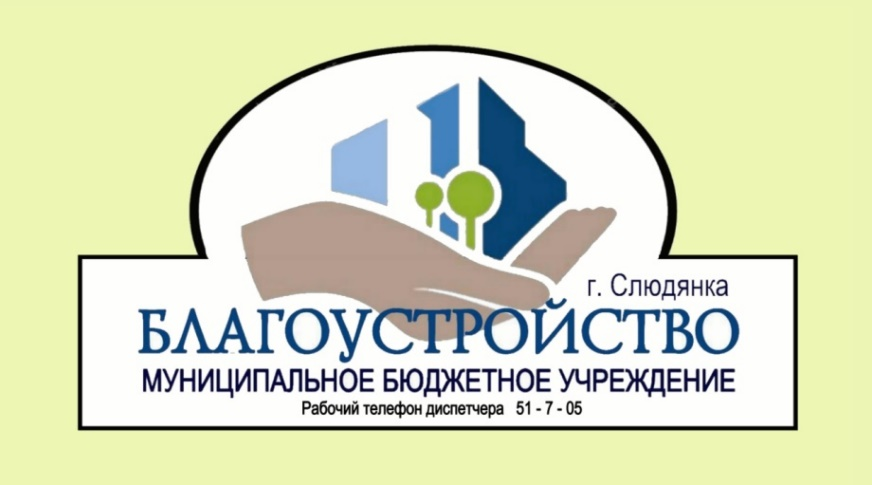 г. Слюдянка
БЛАГОУСТРОЙСТВО
МУНИЦИПАЛЬНОЕ БЮДЖЕТНОЕ УЧРЕЖДЕНИЕ
Рабочий телефон диспетчера 51 - 7 - 05